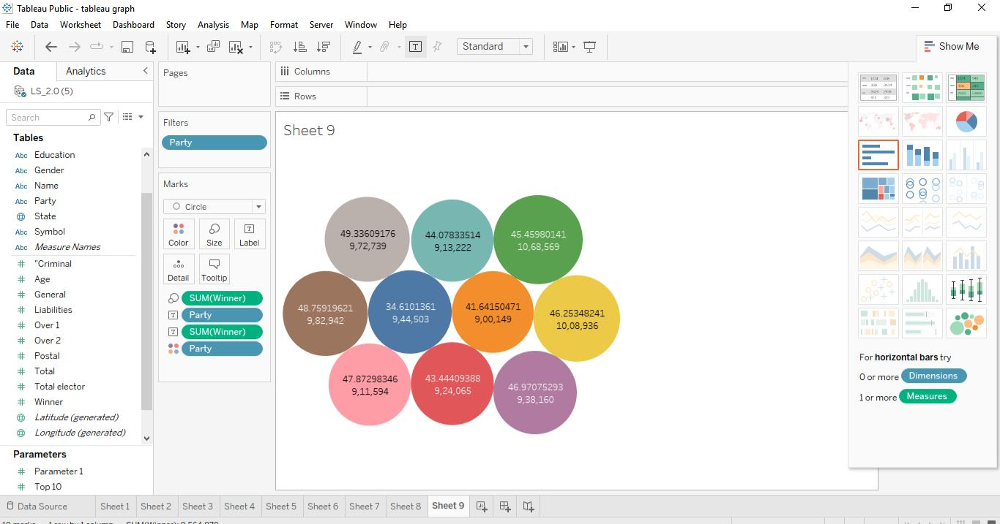 Tableau Public - tableau graph
File Data Worksheet Dashboard Story Analysis Map Format Server Window Help
Standard
Show Me
Data Analytics
LS_2.0 (5)
Search
Tables
Abc Education
Abc Gender
Abc Name
Abc Party
State
Abc Symbol
Abc Measure Names
"Criminal
Age
General
Liabilities
Over 1
Over 2
Postal
Total
Total elector
Winner
Latitude (generated)
Longitude (generated)
Parameters
Parameter 1
Top 10
Pages
Filters
Party
Marks
Circle
Color Size Label
Detail Tooltip
SUM(Winner)
Party
SUM(Winner)
Party
Columns
Rows
Sheet 9
49.33609176
9,72,739
44.07833514
9,13,222
45.45980141
10,68,569
48.75919621
9,82,942
34.6101361
9,44,503
41.64150471
9,00,149
46.25348241
10,08,936
47.87298346
9,11,594
43.44409388
9,24,065
46.97075293
9,38,160
For horizontal bars try
0 or more Dimensions
1 or more Measures
Data Source Sheet 1 Sheet 2 Sheet 3 Sheet 4 Sheet 5 Sheet 6 Sheet 7 Sheet 8 Sheet 9